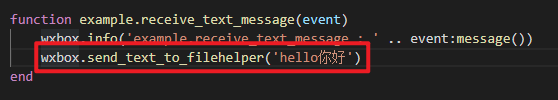 function example.receive_text_message(event)
    wxbox.info('example.receive_text_message : ' .. event:message())
    wxbox.send_text_to_filehelper('hello你好')
end